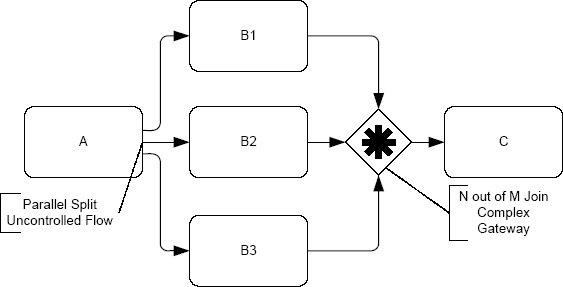 B1
A
B2
C
Parallel Split
Uncontrolled Flow
N out of M Join
Complex
Gateway
B3